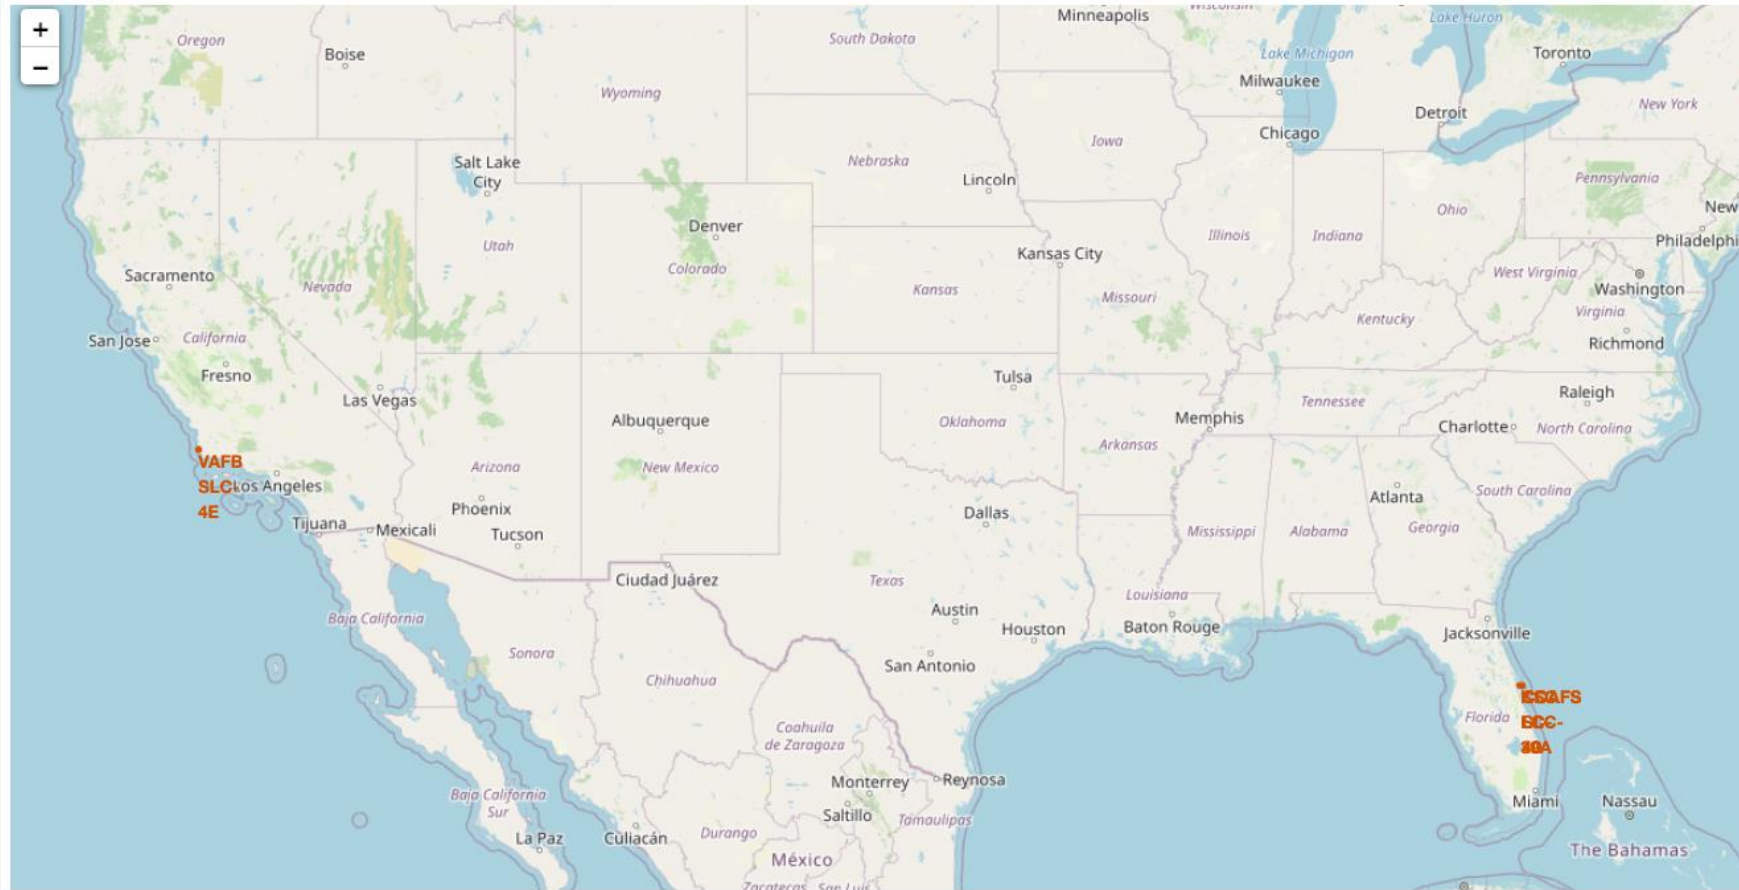 +
−
Oregon
Boise
Wyoming
South Dakota
Minneapolis
Wisconsin
Lake Michigan
Lake Huron
Toronto
Milwaukee
Detroit
New York
Chicago
Iowa
Nebraska
Lincoln
Salt Lake
City
Utah
Denver
Colorado
Kansas
Kansas City
Missouri
Illinois
Indiana
Ohio
Pennsylvania
New
Philadelphi
West Virginia
Washington
Virginia
Richmond
Kentucky
Sacramento
Nevada
San Jose
California
Fresno
Las Vegas
Albuquerque
New Mexico
Tulsa
Oklahoma
Arkansas
Memphis
Tennessee
Raleigh
Charlotte
North Carolina
South Carolina
Atlanta
Georgia
Alabama
Mississippi
VAFB
SLC-
4E
Los Angeles
Arizona
Phoenix
Tucson
Tijuana
Mexicali
Dallas
Ciudad Juárez
Texas
Austin
Houston
San Antonio
Louisiana
Baton Rouge
Jacksonville
Florida
Miami
Nassau
The Bahamas
Baja California
Sonora
Chihuahua
Coahuila
de Zaragoza
Monterrey
Reynosa
Saltillo
Tamaulipas
Baja California
Sur
La Paz
Culiacán
Durango
México
Zacatecas
San Luis